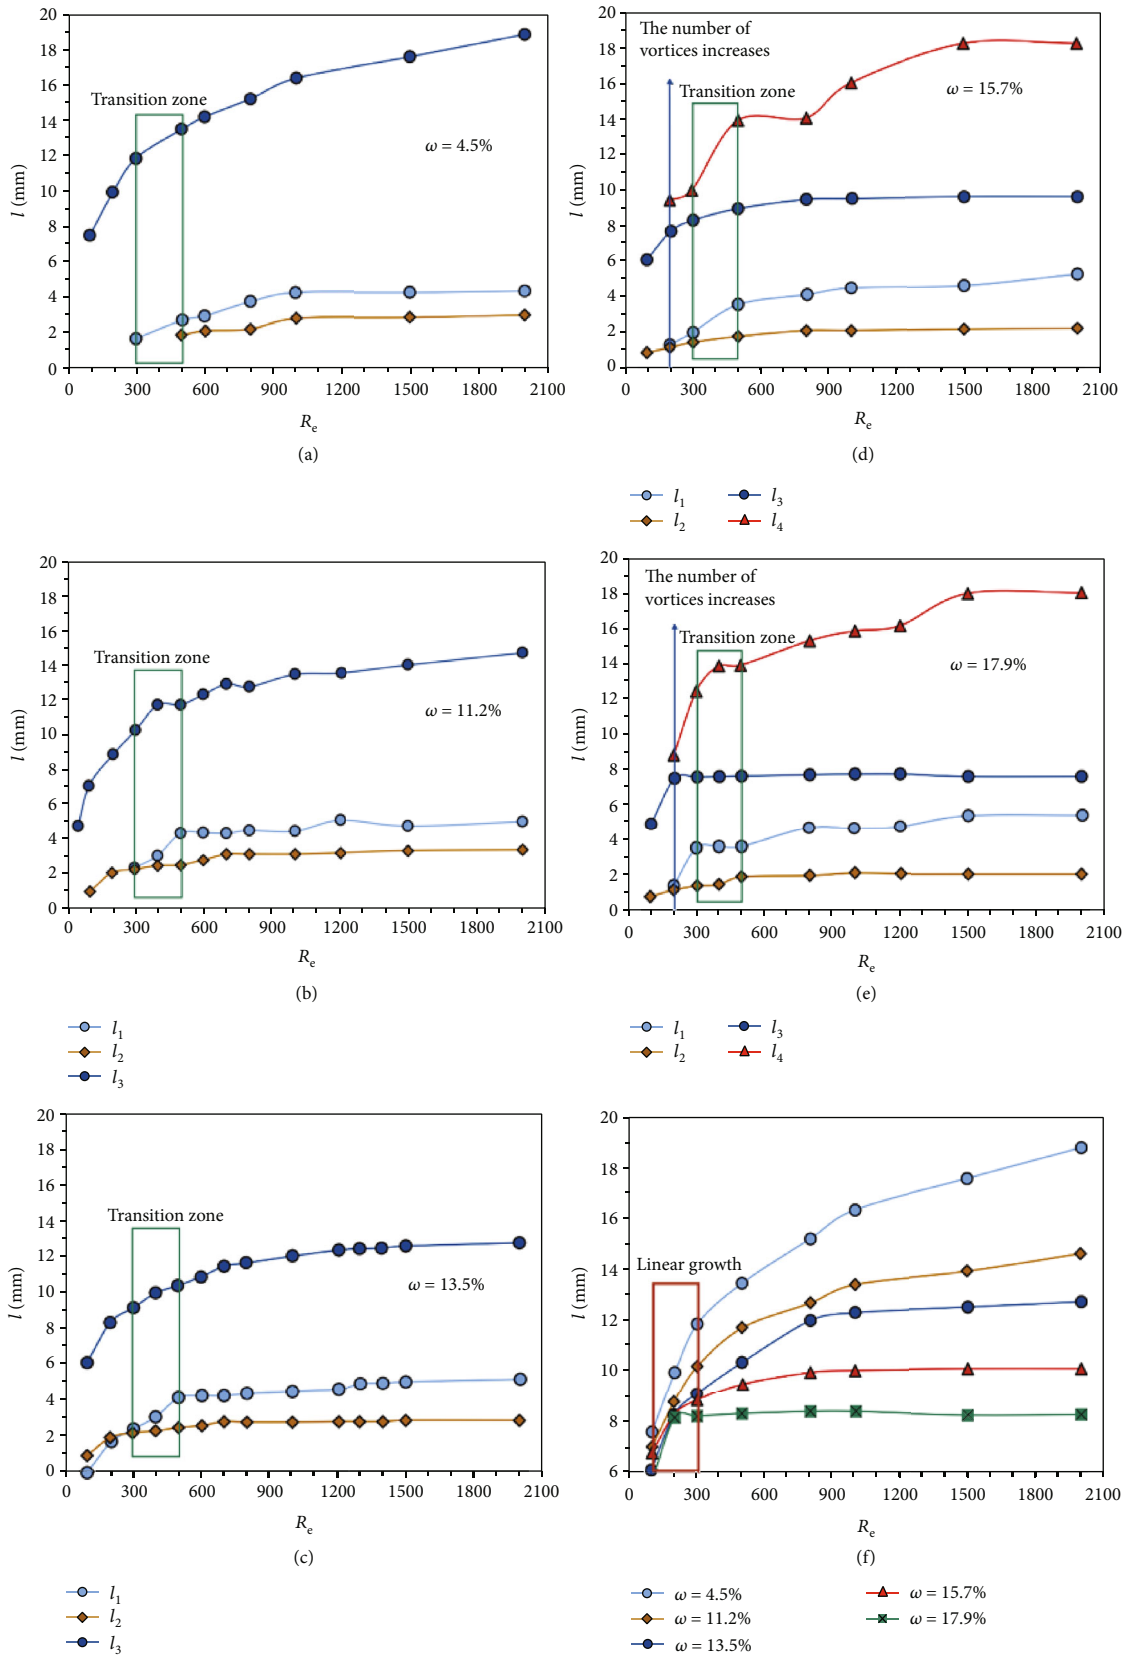 20
18
16
14
12
10
8
6
4
2
0
l (mm)
Transition zone
ω = 4.5%
0 300 600 900 1200 1500 1800 2100
Re
(a)
20
18
16
14
12
10
8
6
4
2
0
l (mm)
The number of
vortices increases
Transition zone
ω = 15.7%
0 300 600 900 1200 1500 1800 2100
Re
(d)
l1 l3
l2 l4
20
18
16
14
12
10
8
6
4
2
0
l (mm)
Transition zone
ω = 11.2%
0 300 600 900 1200 1500 1800 2100
Re
(b)
l1
l2
l3
20
18
16
14
12
10
8
6
4
2
0
l (mm)
The number of
vortices increases
Transition zone
ω = 17.9%
0 300 600 900 1200 1500 1800 2100
Re
(e)
l1 l3
l2 l4
20
18
16
14
12
10
8
6
4
2
0
l (mm)
Transition zone
ω = 13.5%
0 300 600 900 1200 1500 1800 2100
Re
(c)
l1
l2
l3
20
18
16
14
12
10
8
6
l (mm)
Linear growth
0 300 600 900 1200 1500 1800 2100
Re
(f)
ω = 4.5% ω = 15.7%
ω = 11.2% ω = 17.9%
ω = 13.5%